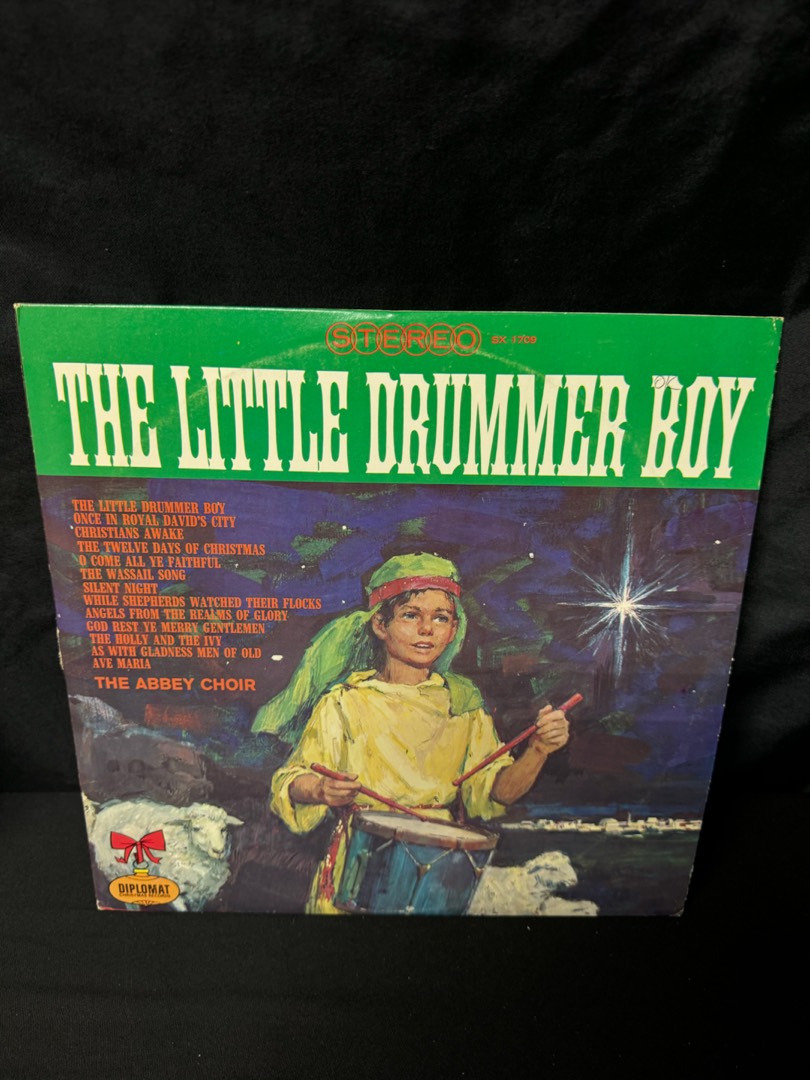 STEREO SX-1709
OK
THE LITTLE DRUMMER BOY
THE LITTLE DRUMMER BOY
ONCE IN ROYAL DAVID'S CITY
CHRISTIANS AWAKE
THE TWELVE DAYS OF CHRISTMAS
O COME ALL YE FAITHFUL
THE WASSAIL SONG
SILENT NIGHT
WHILE SHEPHERDS WATCHED THEIR FLOCKS
ANGELS FROM THE REALMS OF GLORY
GOD REST YE MERRY GENTLEMEN
THE HOLLY AND THE IVY
AS WITH GLADNESS MEN OF OLD
AVE MARIA
THE ABBEY CHOIR
DIPLOMAT
CHRISTMAS RECORDS